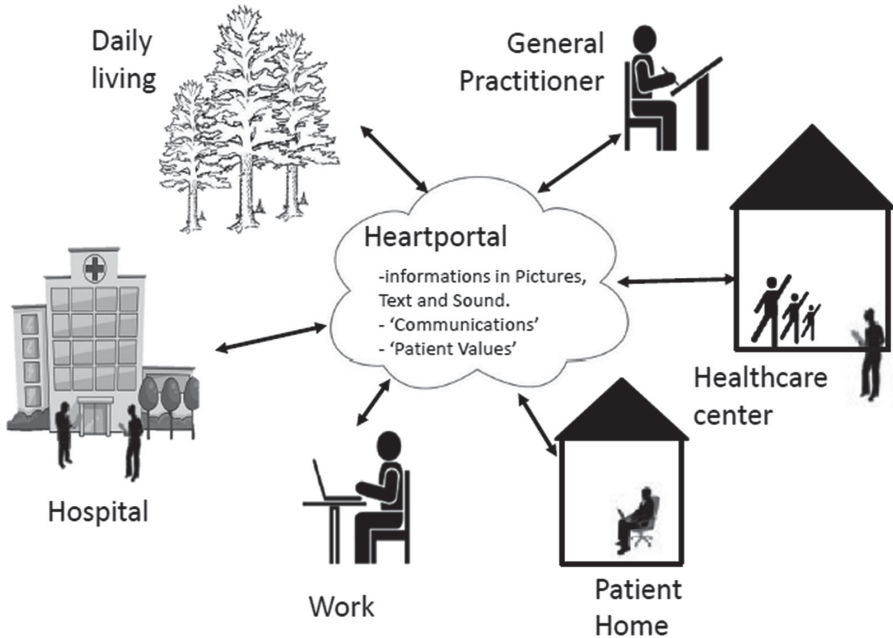 Daily
living
General
Practitioner
Heartportal
-informations in Pictures,
Text and Sound.
- ‘Communications’
- ‘Patient Values’
Healthcare
center
Hospital
Work
Patient
Home